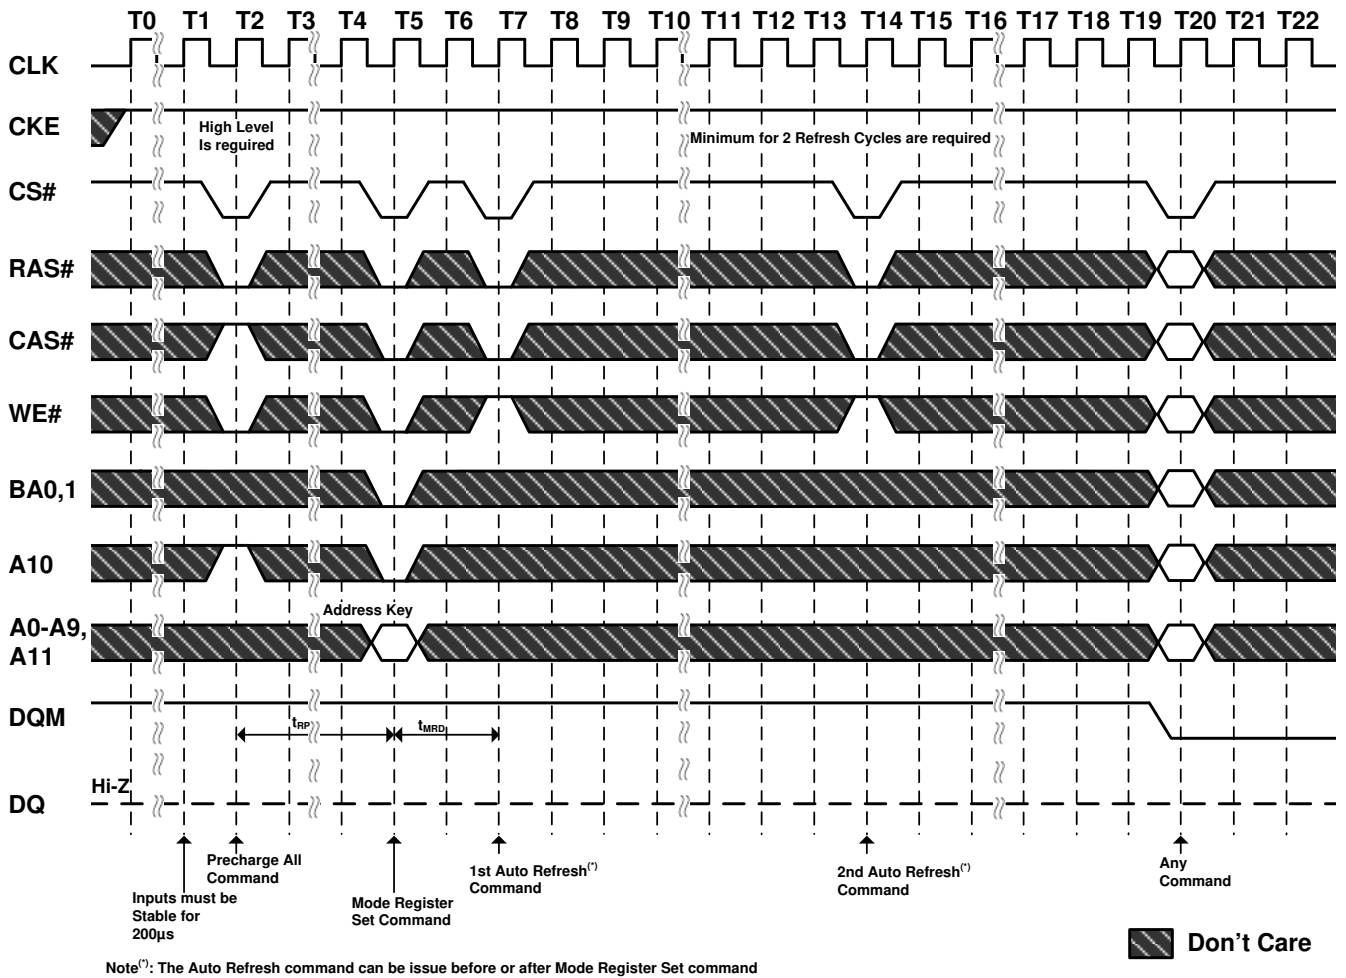 T0 T1 T2 T3 T4 T5 T6 T7 T8 T9 T10 T11 T12 T13 T14 T15 T16 T17 T18 T19 T20 T21 T22
CLK
CKE
High Level
Is reguired
Minimum for 2 Refresh Cycles are required
CS#
RAS#
CAS#
WE#
BA0,1
A10
Address Key
A0-A9,
A11
DQM
tRP
tMRD
Hi-Z
DQ
Inputs must be
Stable for
200µs
Precharge All
Command
Mode Register
Set Command
1st Auto Refresh(*)
Command
2nd Auto Refresh(*)
Command
Any
Command
Don't Care
Note(*): The Auto Refresh command can be issue before or after Mode Register Set command